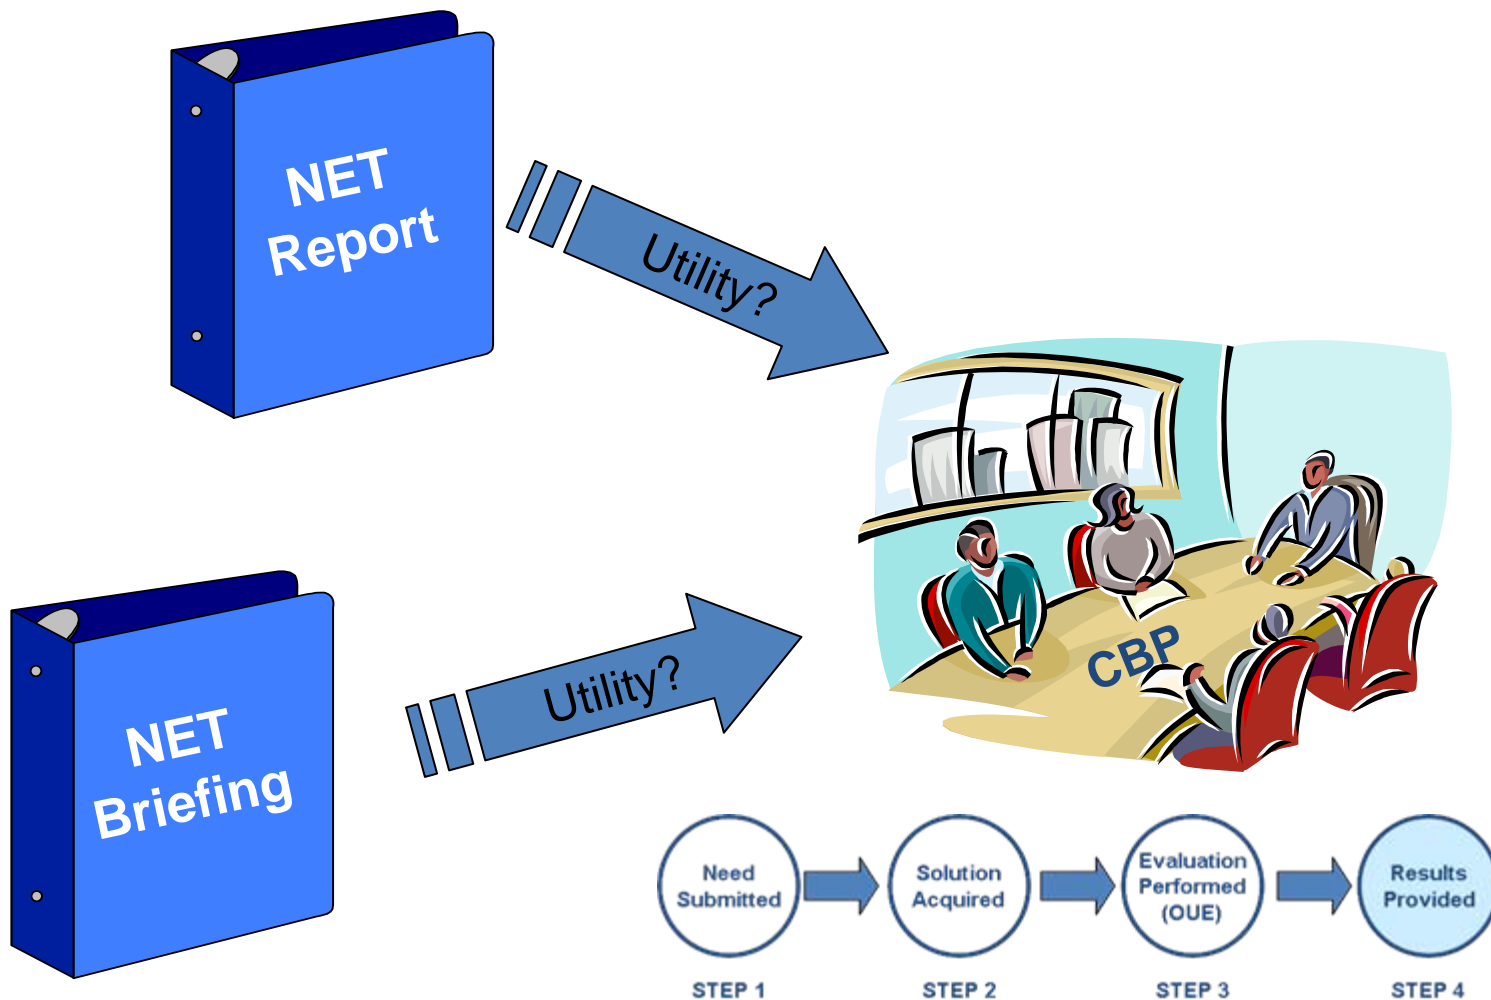 NET
Report
Utility?
NET
Briefing
Utility?
CBP
Need
Submitted
Solution
Acquired
Evaluation
Performed
(OUE)
Results
Provided
STEP 1
STEP 2
STEP 3
STEP 4